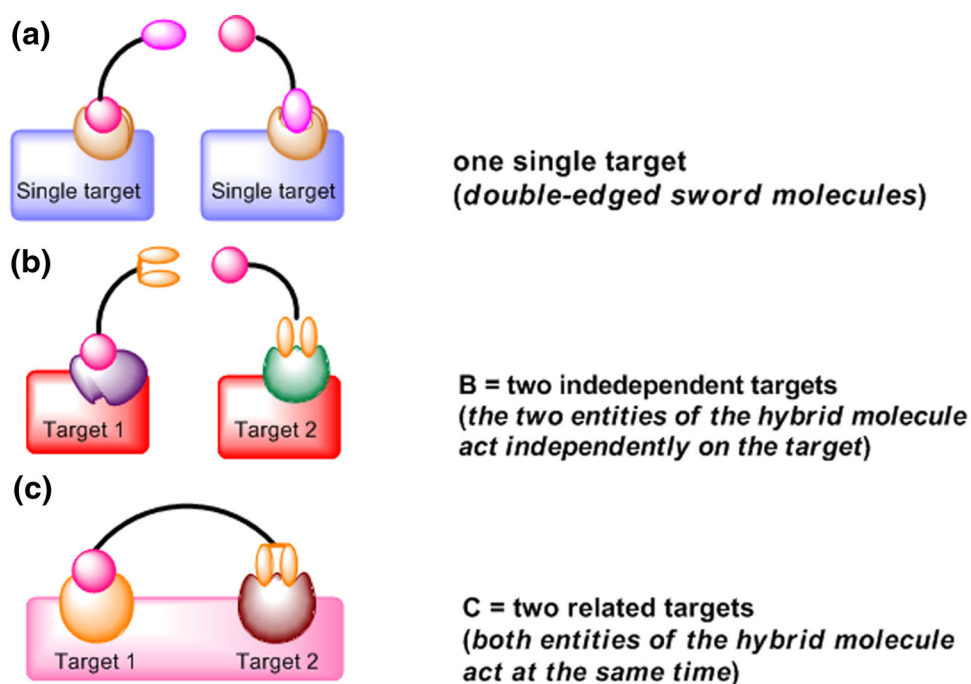 (a)
Single target Single target
one single target
(double-edged sword molecules)
(b)
Target 1 Target 2
B = two indedependent targets
(the two entities of the hybrid molecule
act independently on the target)
(c)
Target 1 Target 2
C = two related targets
(both entities of the hybrid molecule
act at the same time)